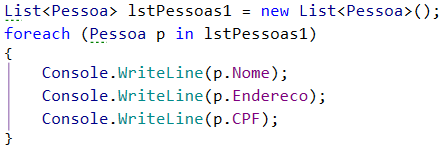 List<Pessoa> lstPessoas1 = new List<Pessoa>();
foreach (Pessoa p in lstPessoas1)
{
    Console.WriteLine(p.Nome);
    Console.WriteLine(p.Endereco);
    Console.WriteLine(p.CPF);
}